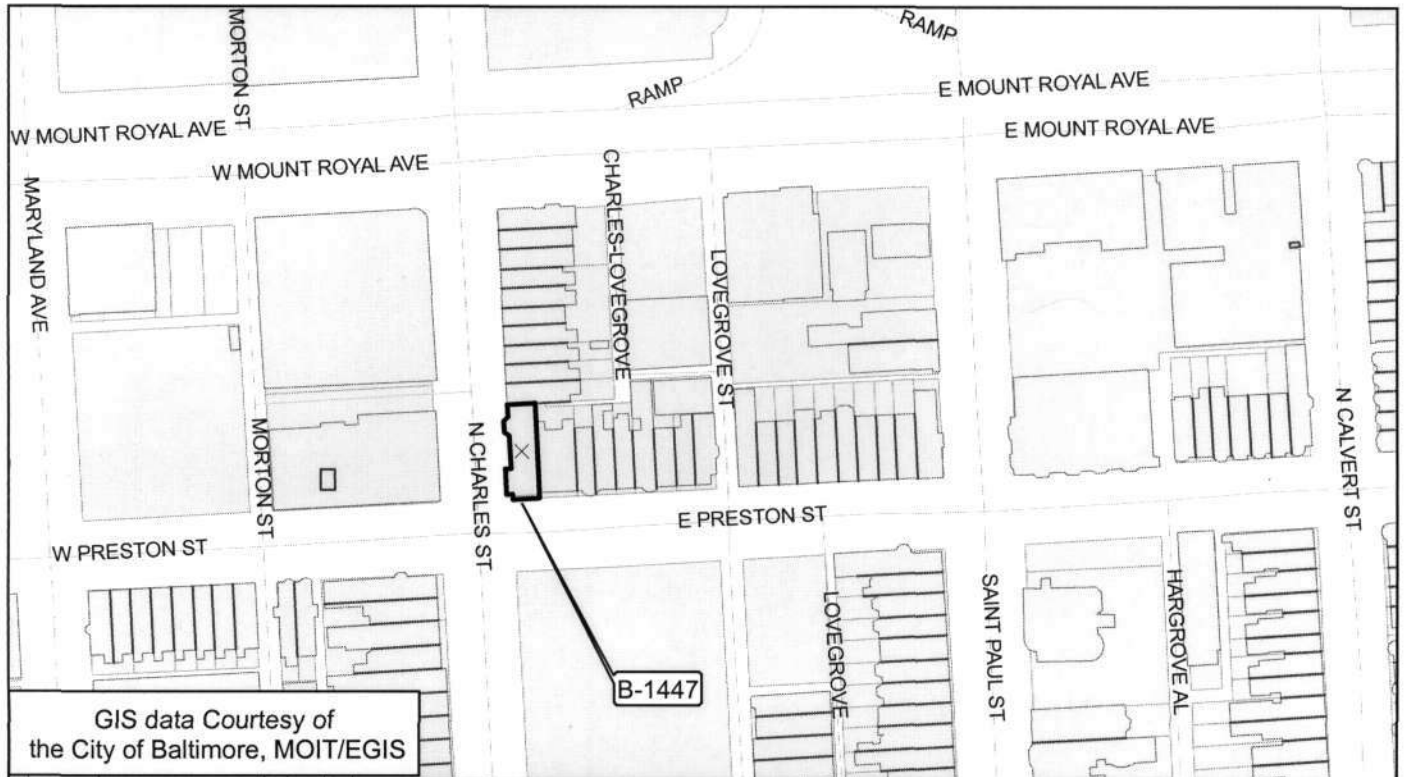 RAMP
MORTON ST
RAMP
E MOUNT ROYAL AVE
W MOUNT ROYAL AVE
E MOUNT ROYAL AVE
W MOUNT ROYAL AVE
MARYLAND AVE
CHARLES-LOVEGROVE
LOVEGROVE ST
N CALVERT ST
MORTON ST
N CHARLES ST
E PRESTON ST
W PRESTON ST
LOVEGROVE
SAINT PAUL ST
HARGROVE AL
B-1447
GIS data Courtesy of
the City of Baltimore, MOIT/EGIS